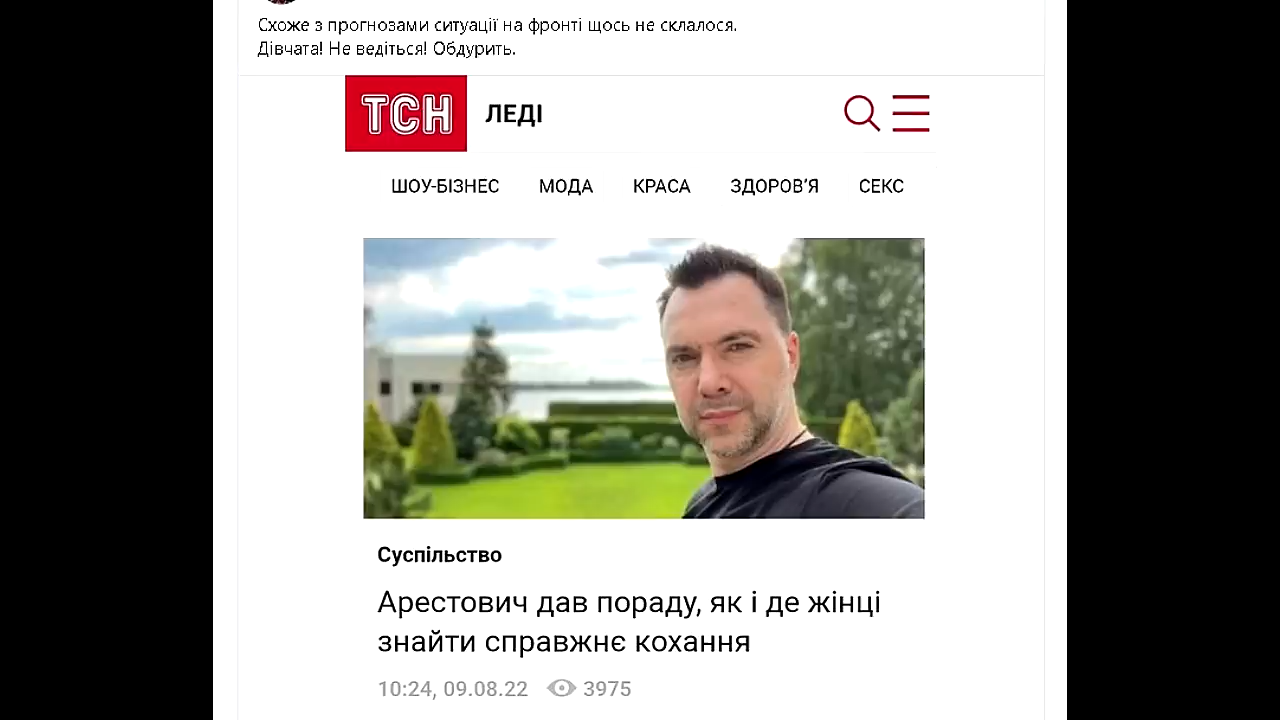 Схоже з прогнозами ситуації на фронті щось не склалося.
Дівчата! Не ведіться! Обдурить.
ТСН ЛЕДІ
ШОУ-БІЗНЕС МОДА КРАСА ЗДОРОВ’Я СЕКС
Суспільство
Арестович дав пораду, як і де жінці
знайти справжнє кохання
10:24, 09.08.22 3975